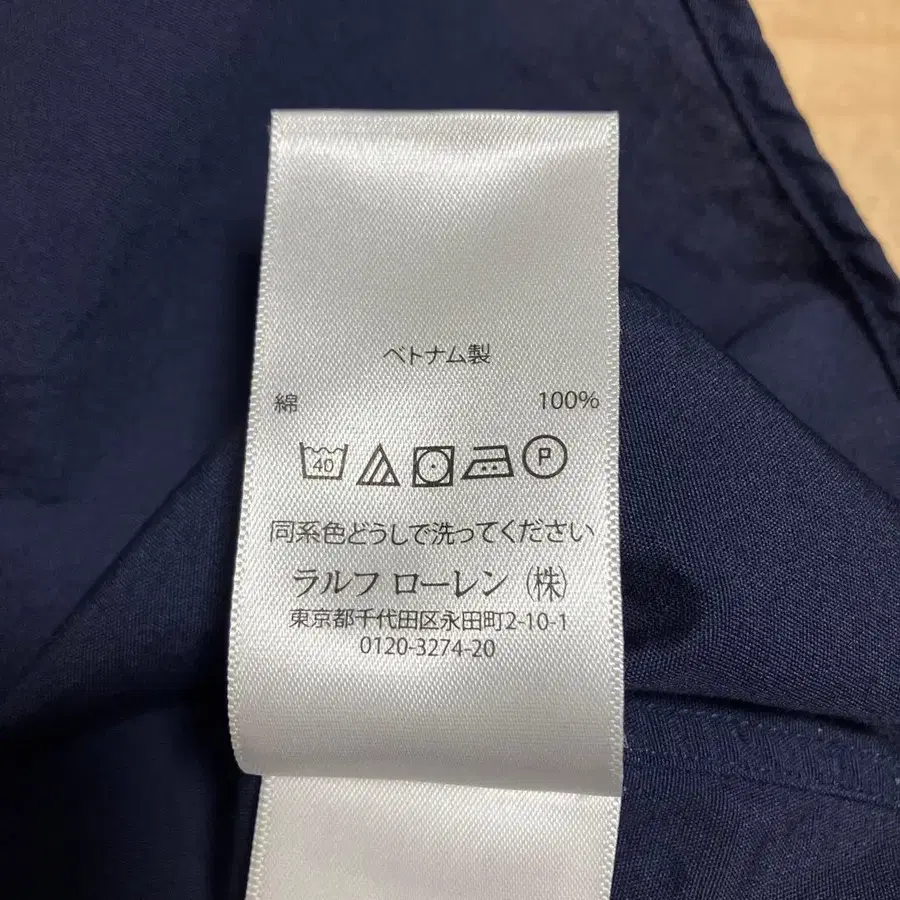 ベトナム製
綿 100%
40 P
同系色どうしで洗ってください
ラルフ ローレン (株)
東京都千代田区永田町2-10-1
0120-3274-20